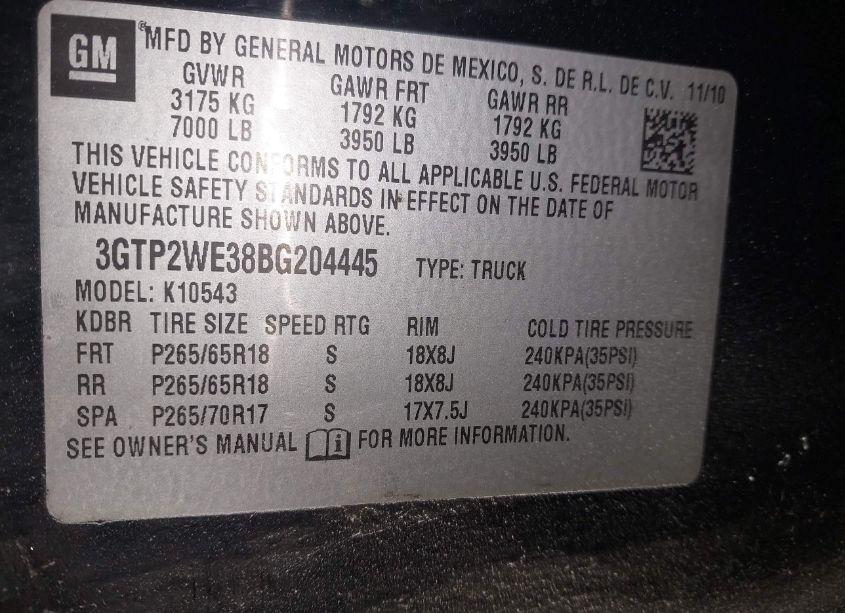 GM
® MFD BY GENERAL MOTORS DE MEXICO, S. DE R.L. DE C.V. 11/10
GVWR GAWR FRT GAWR RR
3175 KG 1792 KG 1792 KG
7000 LB 3950 LB 3950 LB
THIS VEHICLE CONFORMS TO ALL APPLICABLE U.S. FEDERAL MOTOR
VEHICLE SAFETY STANDARDS IN EFFECT ON THE DATE OF
MANUFACTURE SHOWN ABOVE.
3GTP2WE38BG204445 TYPE: TRUCK
MODEL: K10543
KDBR TIRE SIZE SPEED RTG RIM COLD TIRE PRESSURE
FRT P265/65R18 S 18X8J 240KPA(35PSI)
RR P265/65R18 S 18X8J 240KPA(35PSI)
SPA P265/70R17 S 17X7.5J 240KPA(35PSI)
SEE OWNER'S MANUAL i FOR MORE INFORMATION.